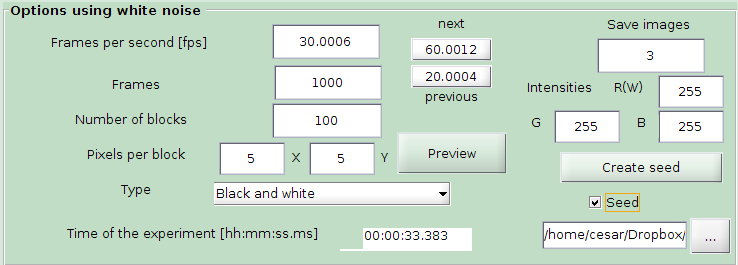 Options using white noise
Frames per second [fps] 30.0006
next
60.0012
20.0004
previous
Save images
3
Frames 1000
Intensities R(W) 255
G 255 B 255
Number of blocks 100
Pixels per block 5 X 5 Y Preview
Create seed
Type Black and white
Seed
Time of the experiment [hh:mm:ss.ms] 00:00:33.383
/home/cesar/Dropbox/ ...